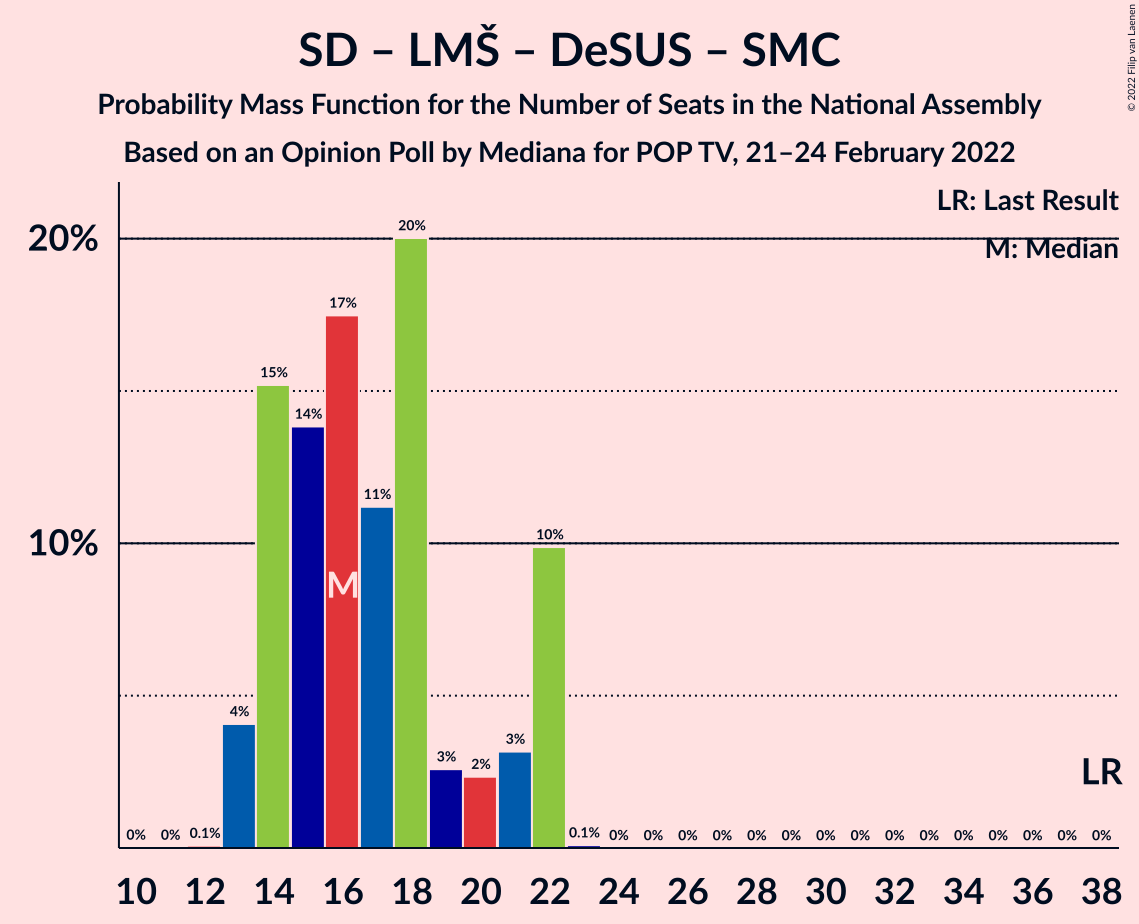 SD – LMŠ – DeSUS – SMC
Probability Mass Function for the Number of Seats in the National Assembly
Based on an Opinion Poll by Mediana for POP TV, 21–24 February 2022
© 2022 Filip van Laenen
LR: Last Result
M: Median
20%
10%
0% 0% 0.1% 4% 15% 14% 17% 11% 20% 3% 2% 3% 10% 0.1% 0% 0% 0% 0% 0% 0% 0% 0% 0% 0% 0% 0% 0% 0% 0%
M
LR
10 12 14 16 18 20 22 24 26 28 30 32 34 36 38